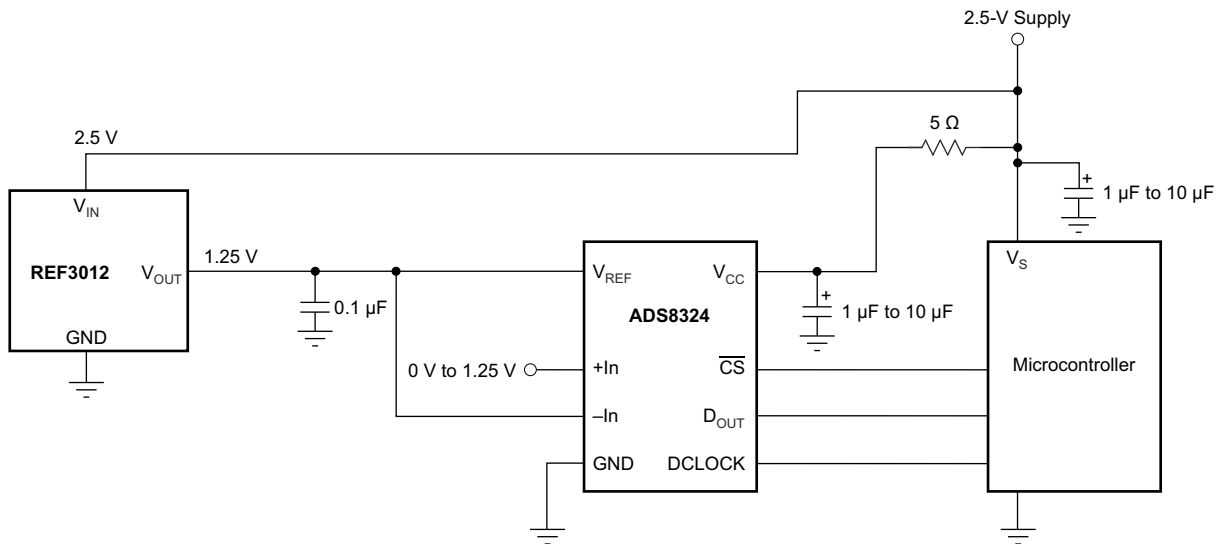 2.5-V Supply
2.5 V
5 Ω
+
1 µF to 10 µF
V_IN
REF3012
V_OUT
GND
1.25 V
0.1 µF
0 V to 1.25 V
V_REF
V_CC
ADS8324
+In
–In
GND
C̅S̅
D_OUT
DCLOCK
+
1 µF to 10 µF
V_S
Microcontroller